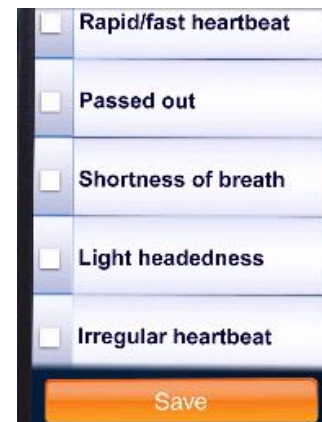 Rapid/fast heartbeat
Passed out
Shortness of breath
Light headedness
Irregular heartbeat
Save